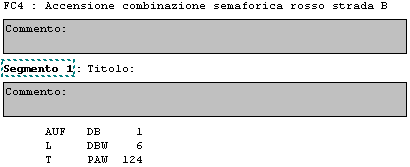 FC4 : Accensione combinazione semaforica rosso strada B
Commento:
Segmento 1: Titolo:
Commento:
AUF DB 1
L DBW 6
T PAW 124